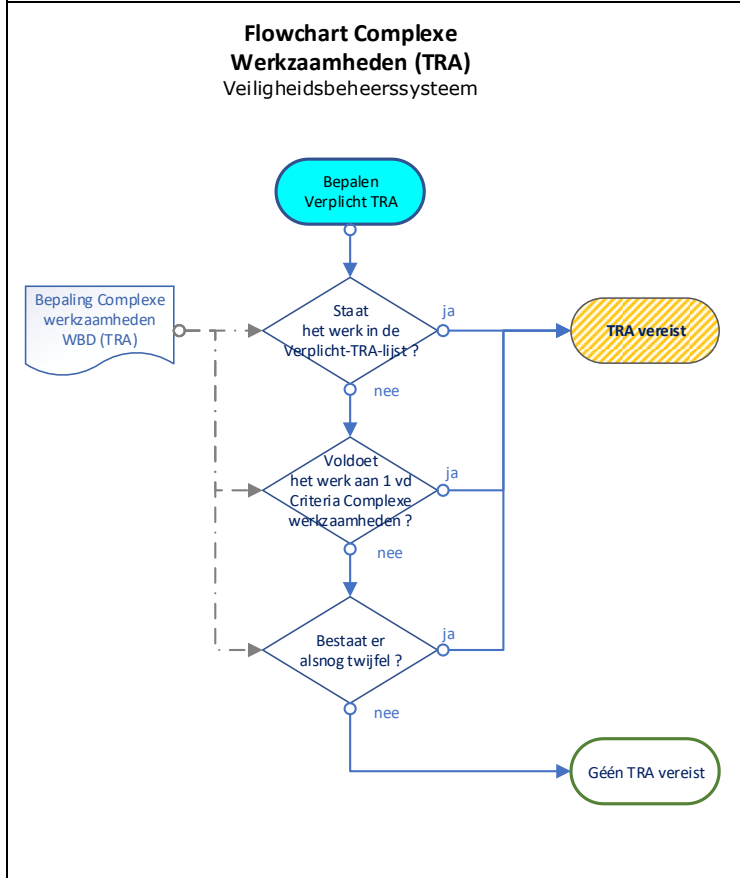 Flowchart Complexe
Werkzaamheden (TRA)
Veiligheidsbeheerssysteem
Bepalen
Verplicht TRA
Bepaling Complexe
werkzaamheden
WBD (TRA)
Staat
het werk in de
Verplicht-TRA-lijst ?
ja
TRA vereist
nee
Voldoet
het werk aan 1 vd
Criteria Complexe
werkzaamheden ?
ja
nee
Bestaat er
alsnog twijfel ?
ja
nee
Géén TRA vereist